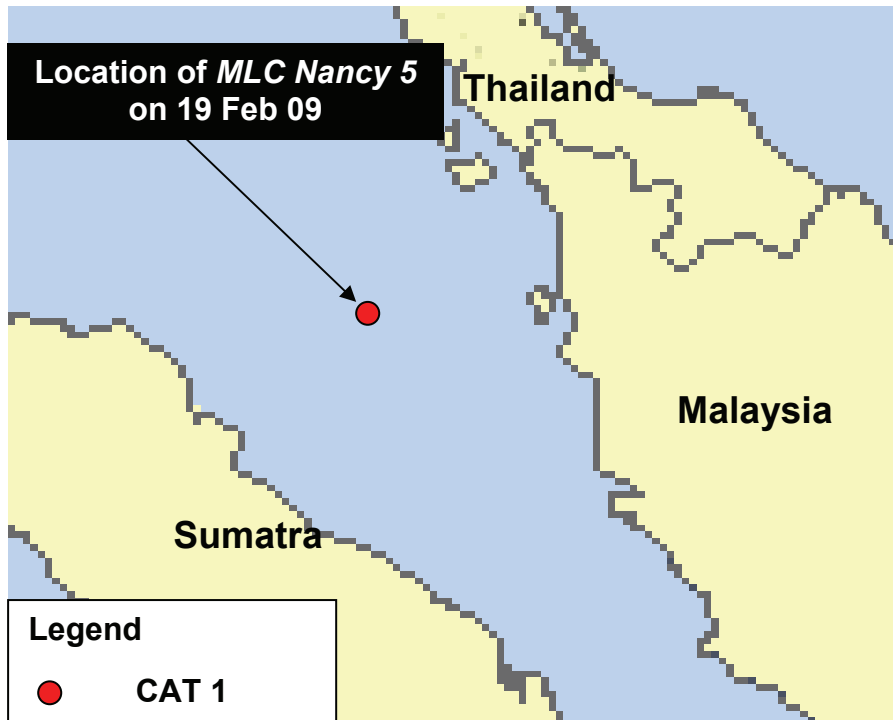 Location of MLC Nancy 5
on 19 Feb 09
Thailand
Malaysia
Sumatra
Legend
CAT 1